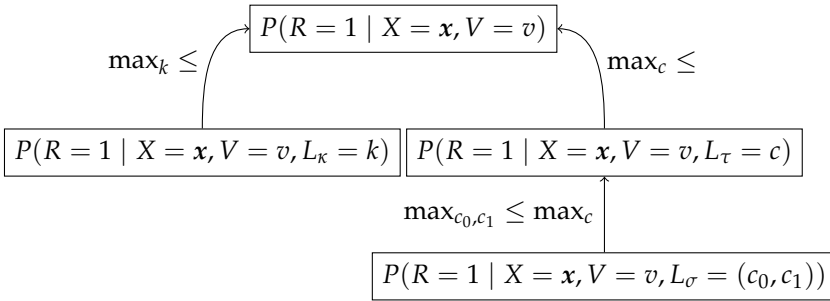 P(R = 1 | X = 𝒙, V = v)
max_k ≤
max_c ≤
P(R = 1 | X = 𝒙, V = v, L_κ = k)
P(R = 1 | X = 𝒙, V = v, L_τ = c)
max_{c_0,c_1} ≤ max_c
P(R = 1 | X = 𝒙, V = v, L_σ = (c_0, c_1))